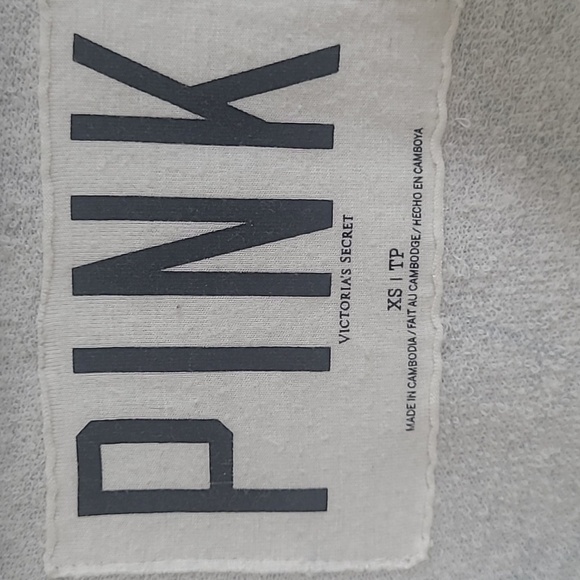 PINK
VICTORIA'S SECRET
XS | TP
MADE IN CAMBODIA/FAIT AU CAMBODGE/HECHO EN CAMBOYA